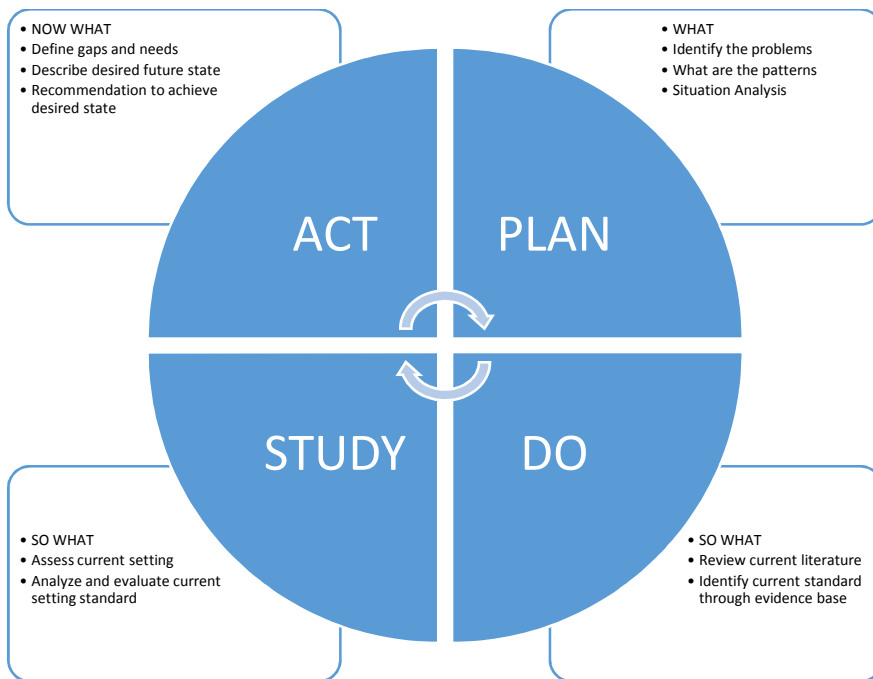 • NOW WHAT
• Define gaps and needs
• Describe desired future state
• Recommendation to achieve
desired state
• WHAT
• Identify the problems
• What are the patterns
• Situation Analysis
ACT
PLAN
STUDY
DO
• SO WHAT
• Assess current setting
• Analyze and evaluate current
setting standard
• SO WHAT
• Review current literature
• Identify current standard
through evidence base